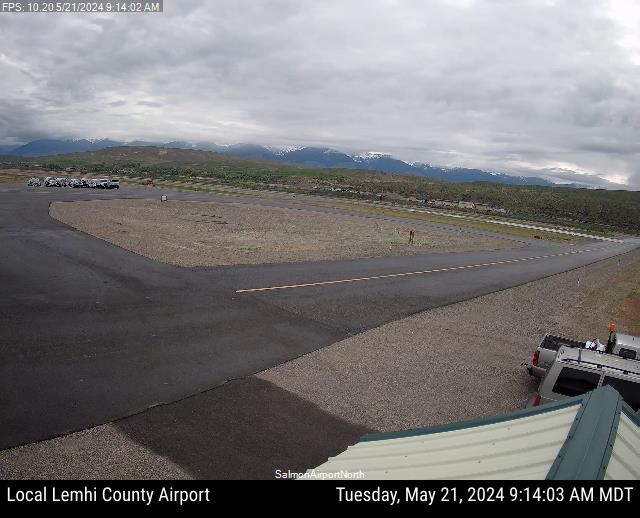 FPS: 10.20 5/21/2024 9:14:02 AM
SalmonAirportNorth
Local Lemhi County Airport Tuesday, May 21, 2024 9:14:03 AM MDT